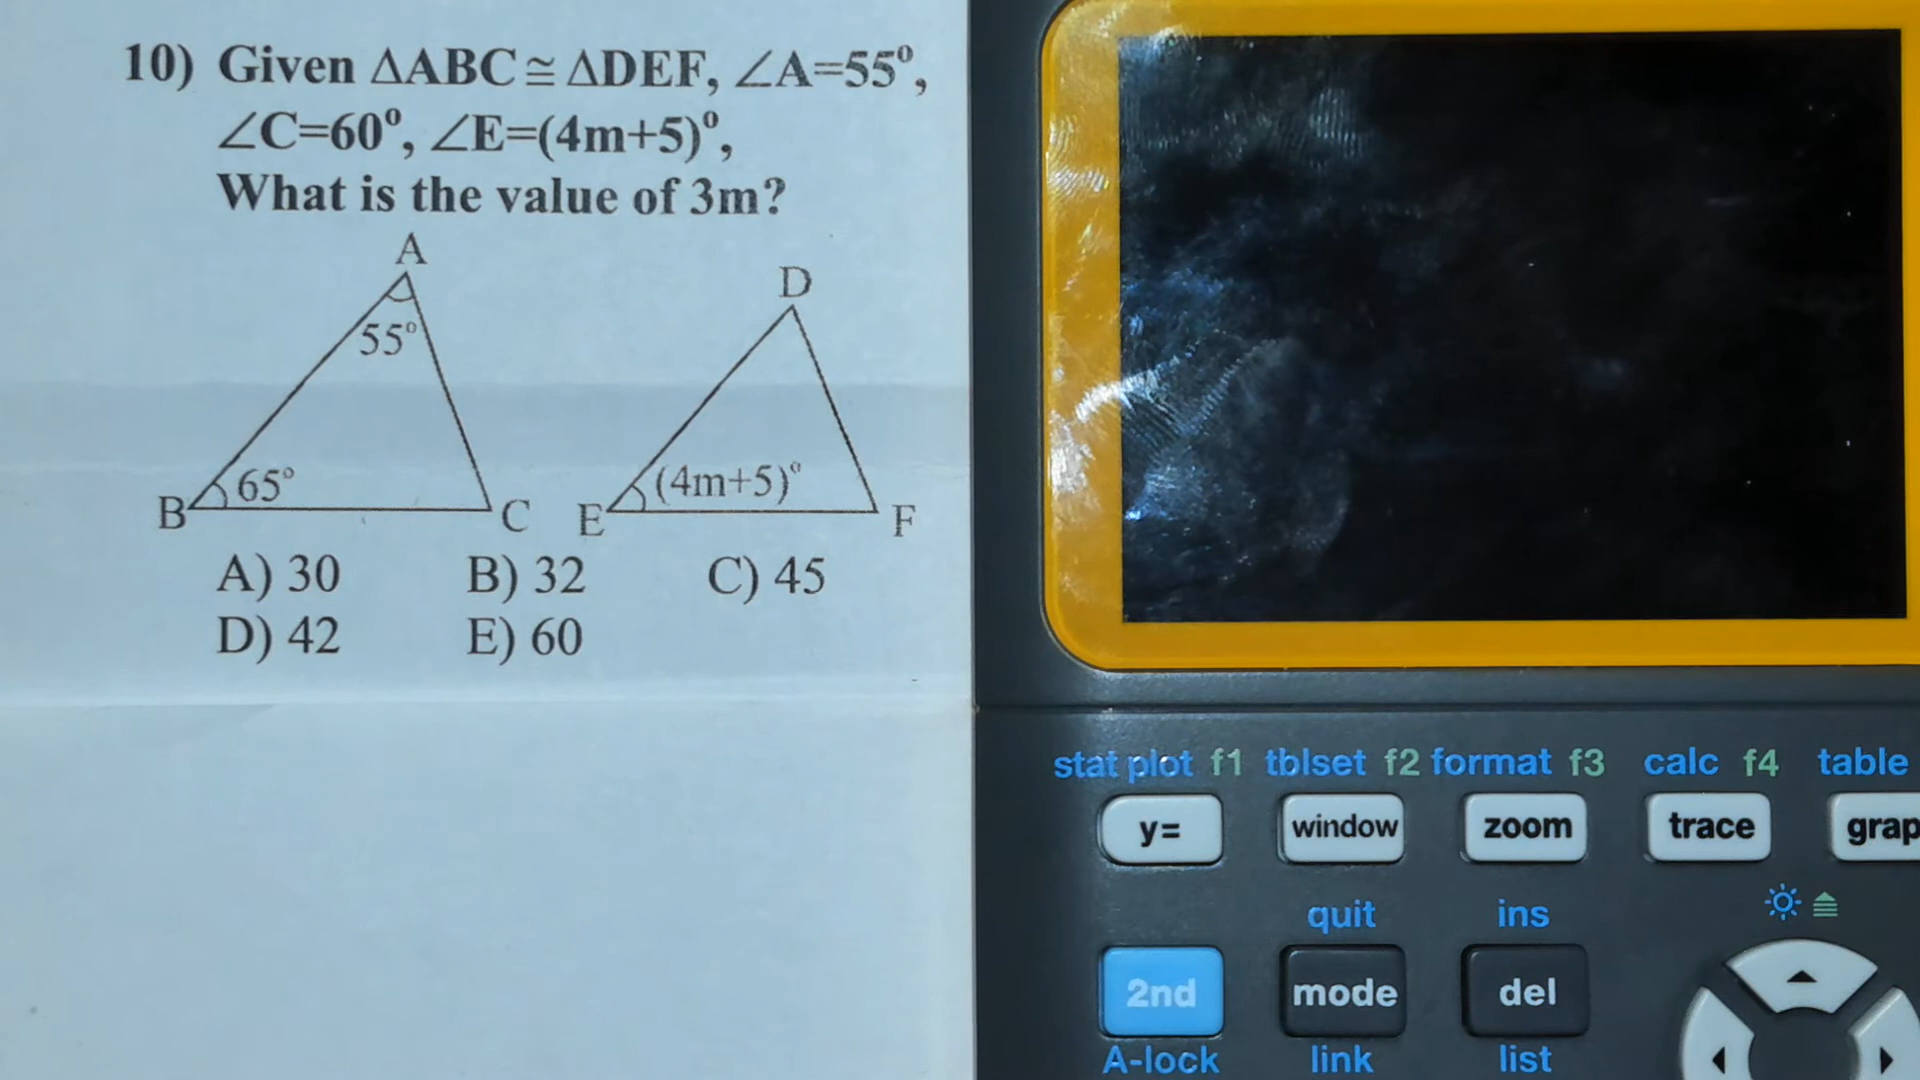 10) Given ΔABC≅ΔDEF, ∠A=55°,
∠C=60°, ∠E=(4m+5)°,
What is the value of 3m?
A
D
55°
65°
(4m+5)°
B
C
E
F
A) 30 B) 32 C) 45
D) 42 E) 60
stat plot f1 tblset f2 format f3 calc f4 table
y= window zoom trace grap
quit ins
2nd mode del
A-lock link list